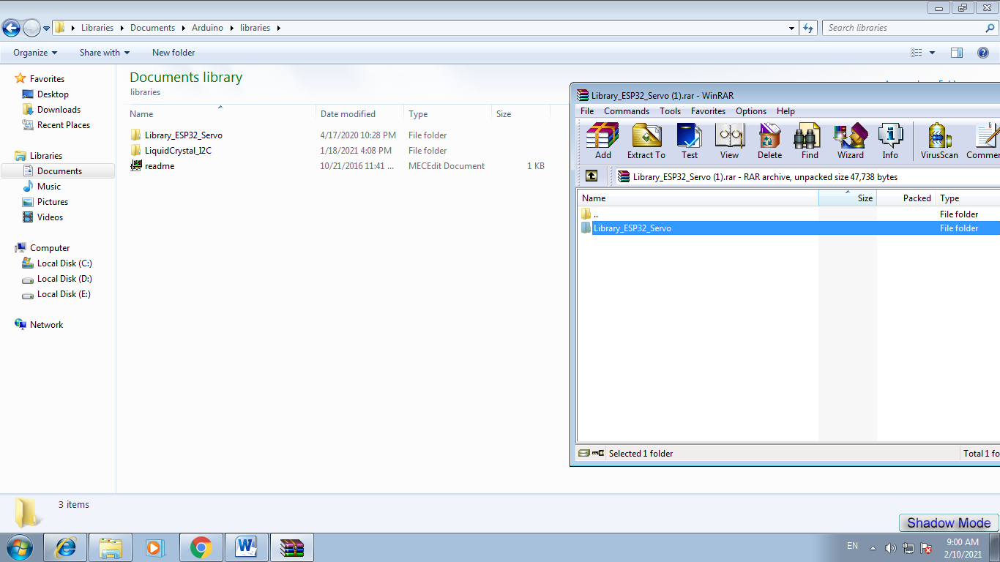 Libraries Documents Arduino libraries
Search libraries
Organize Share with New folder
Favorites
Desktop
Downloads
Recent Places
Libraries
Documents
Music
Pictures
Videos
Computer
Local Disk (C:)
Local Disk (D:)
Local Disk (E:)
Network
Documents library
libraries
Name Date modified Type Size
Library_ESP32_Servo 4/17/2020 10:28 PM File folder
LiquidCrystal_I2C 1/18/2021 4:08 PM File folder
readme 10/21/2016 11:41 ... MECEdit Document 1 KB
Library_ESP32_Servo (1).rar - WinRAR
File Commands Tools Favorites Options Help
Add Extract To Test View Delete Find Wizard Info VirusScan Commer
Library_ESP32_Servo (1).rar - RAR archive, unpacked size 47,738 bytes
Name Size Packed Type
.. File folder
Library_ESP32_Servo File folder
Selected 1 folder Total 1 fo
3 items
Shadow Mode
EN
9:00 AM
2/10/2021